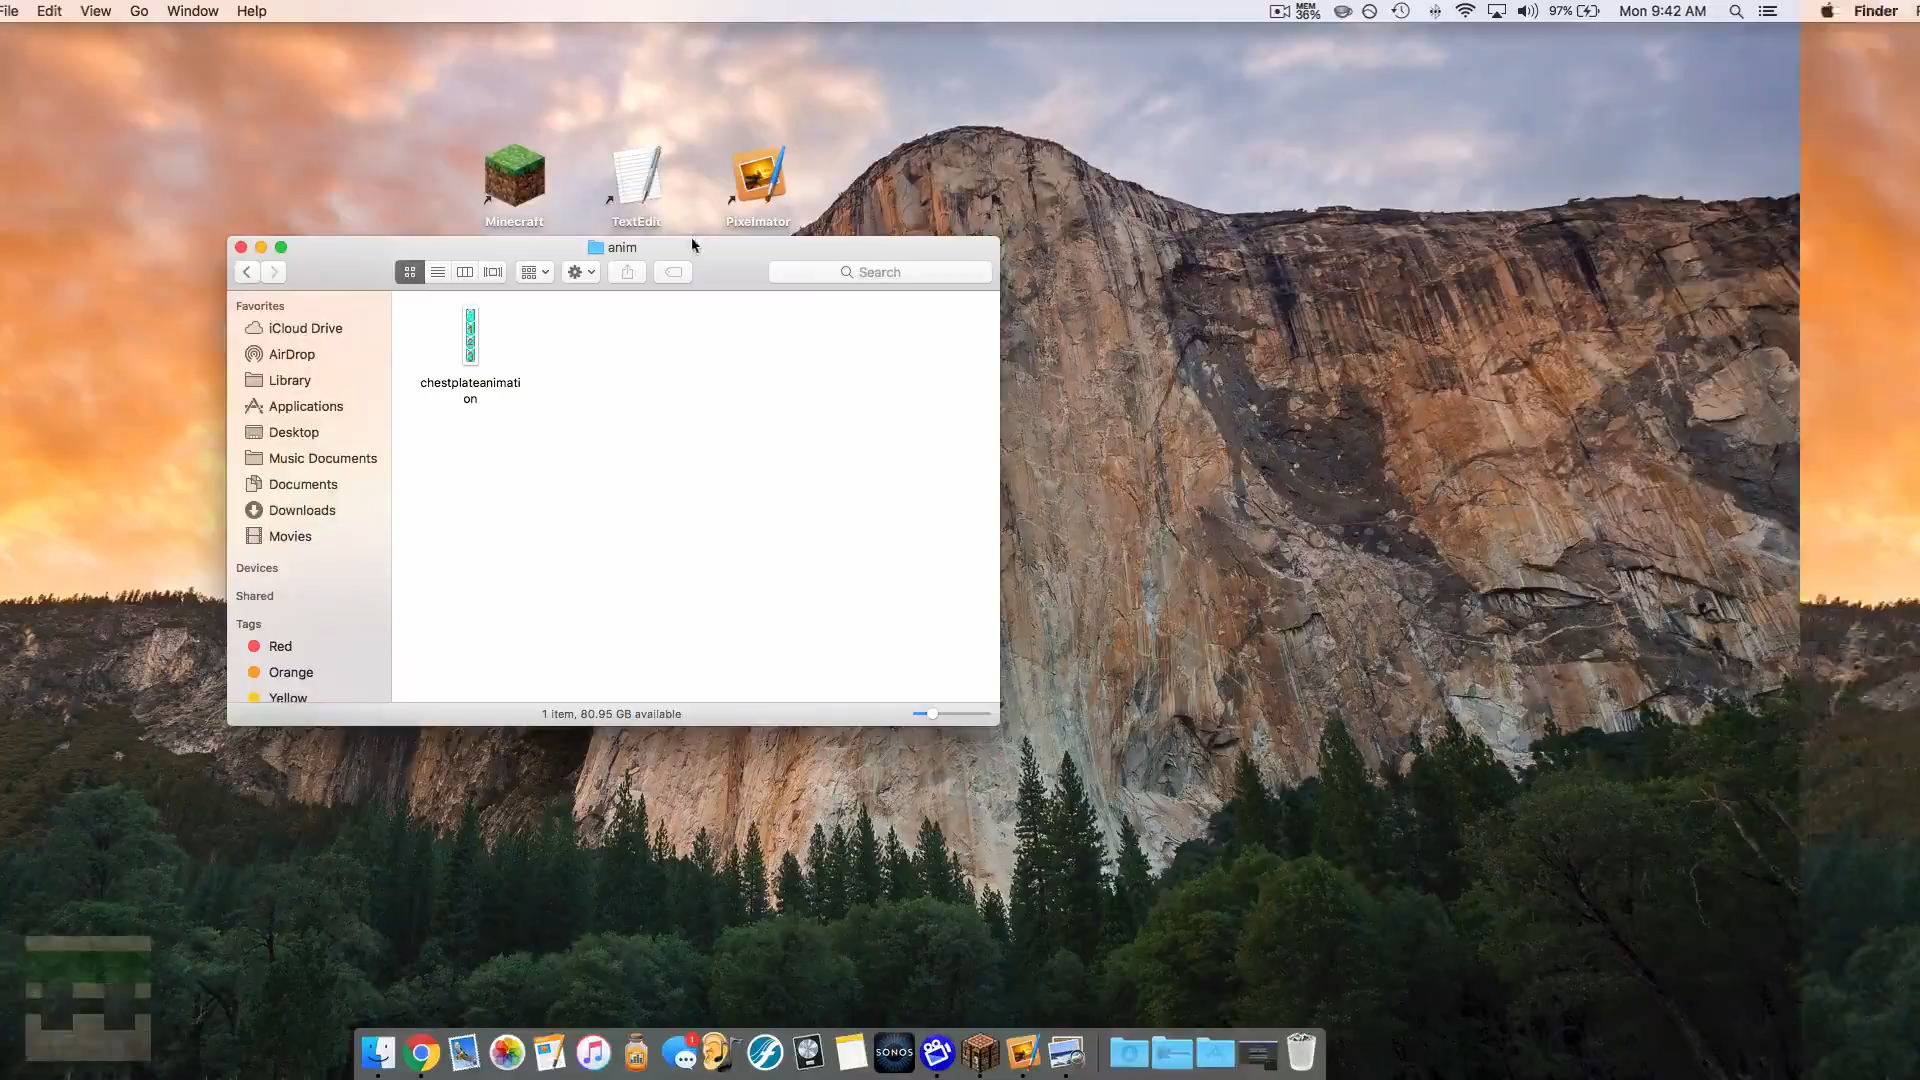 File Edit View Go Window Help MEM 36% 97% Mon 9:42 AM Finder
Minecraft TextEdit Pixelmator
anim
Search
Favorites
iCloud Drive
AirDrop
Library
Applications
Desktop
Music Documents
Documents
Downloads
Movies
Devices
Shared
Tags
Red
Orange
Yellow
chestplateanimati
on
1 item, 80.95 GB available
1
SONOS